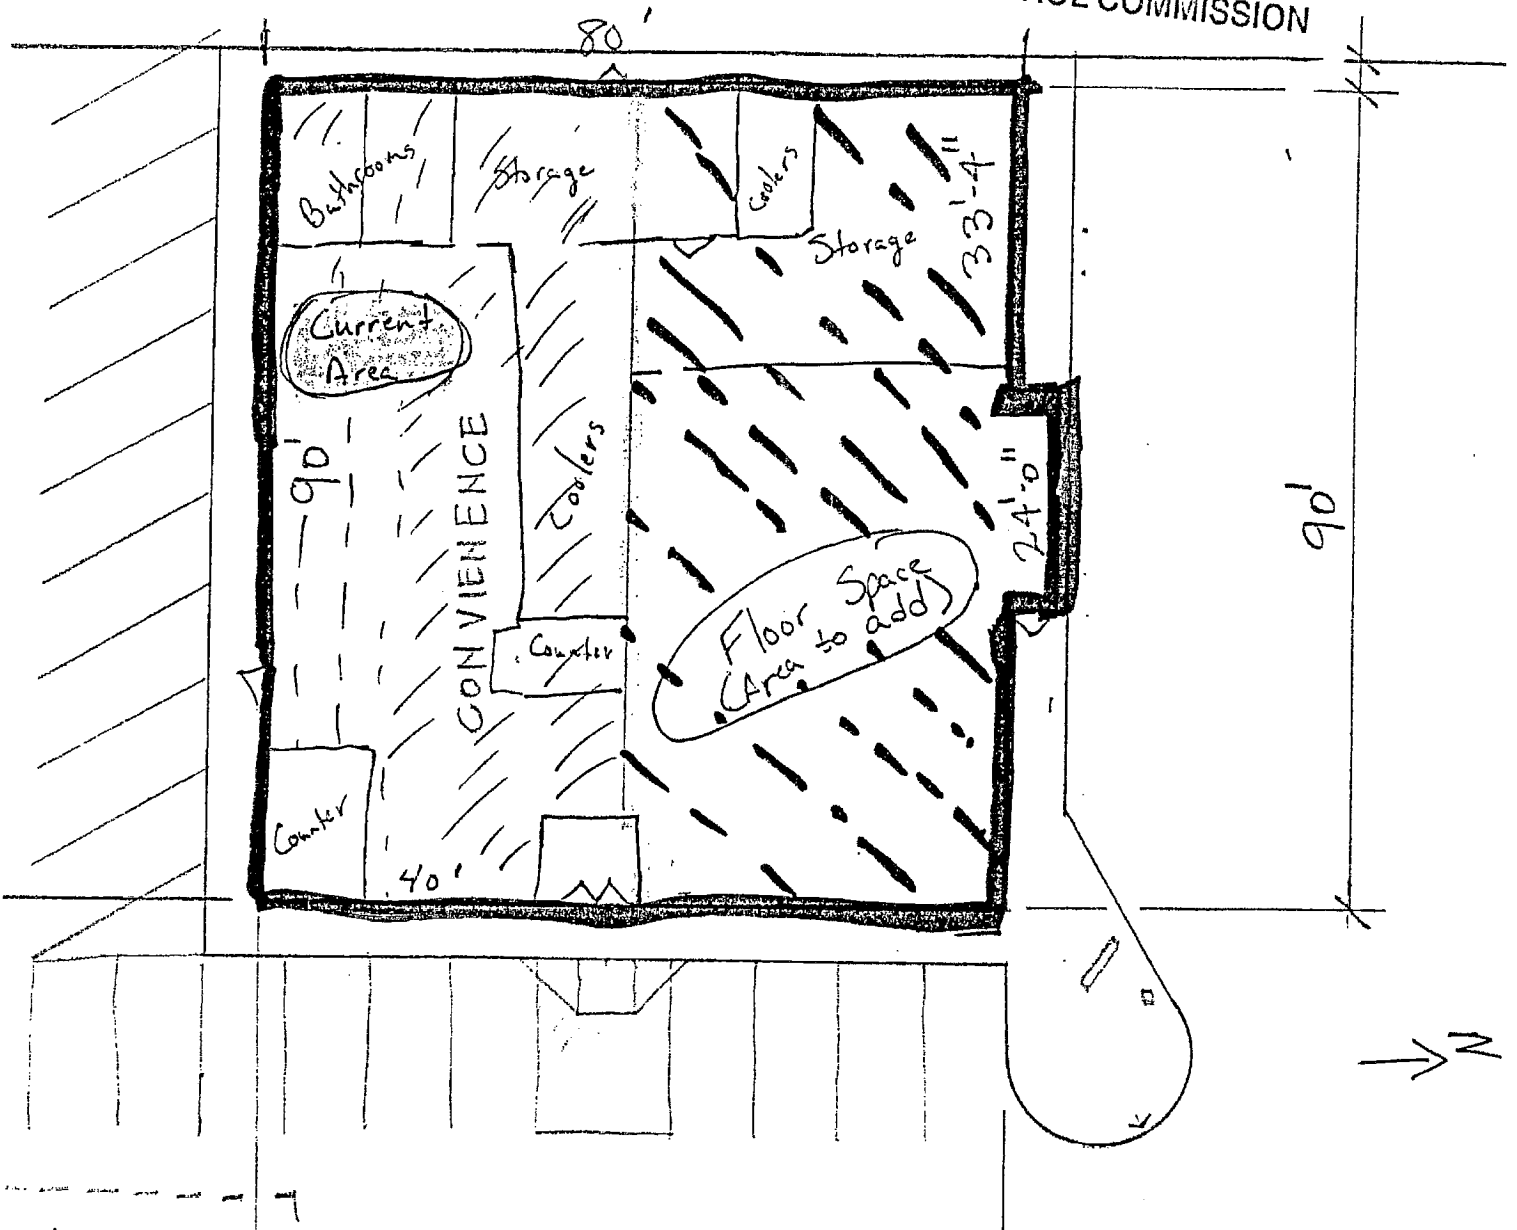 COMMISSION
80'
Bathrooms
Storage
Coolers
Storage
33'-4"
Current
Area
90'
CONVIENIENCE
Coolers
24'-0"
90'
Floor Space
(Area to add)
Counter
Counter
40'
N